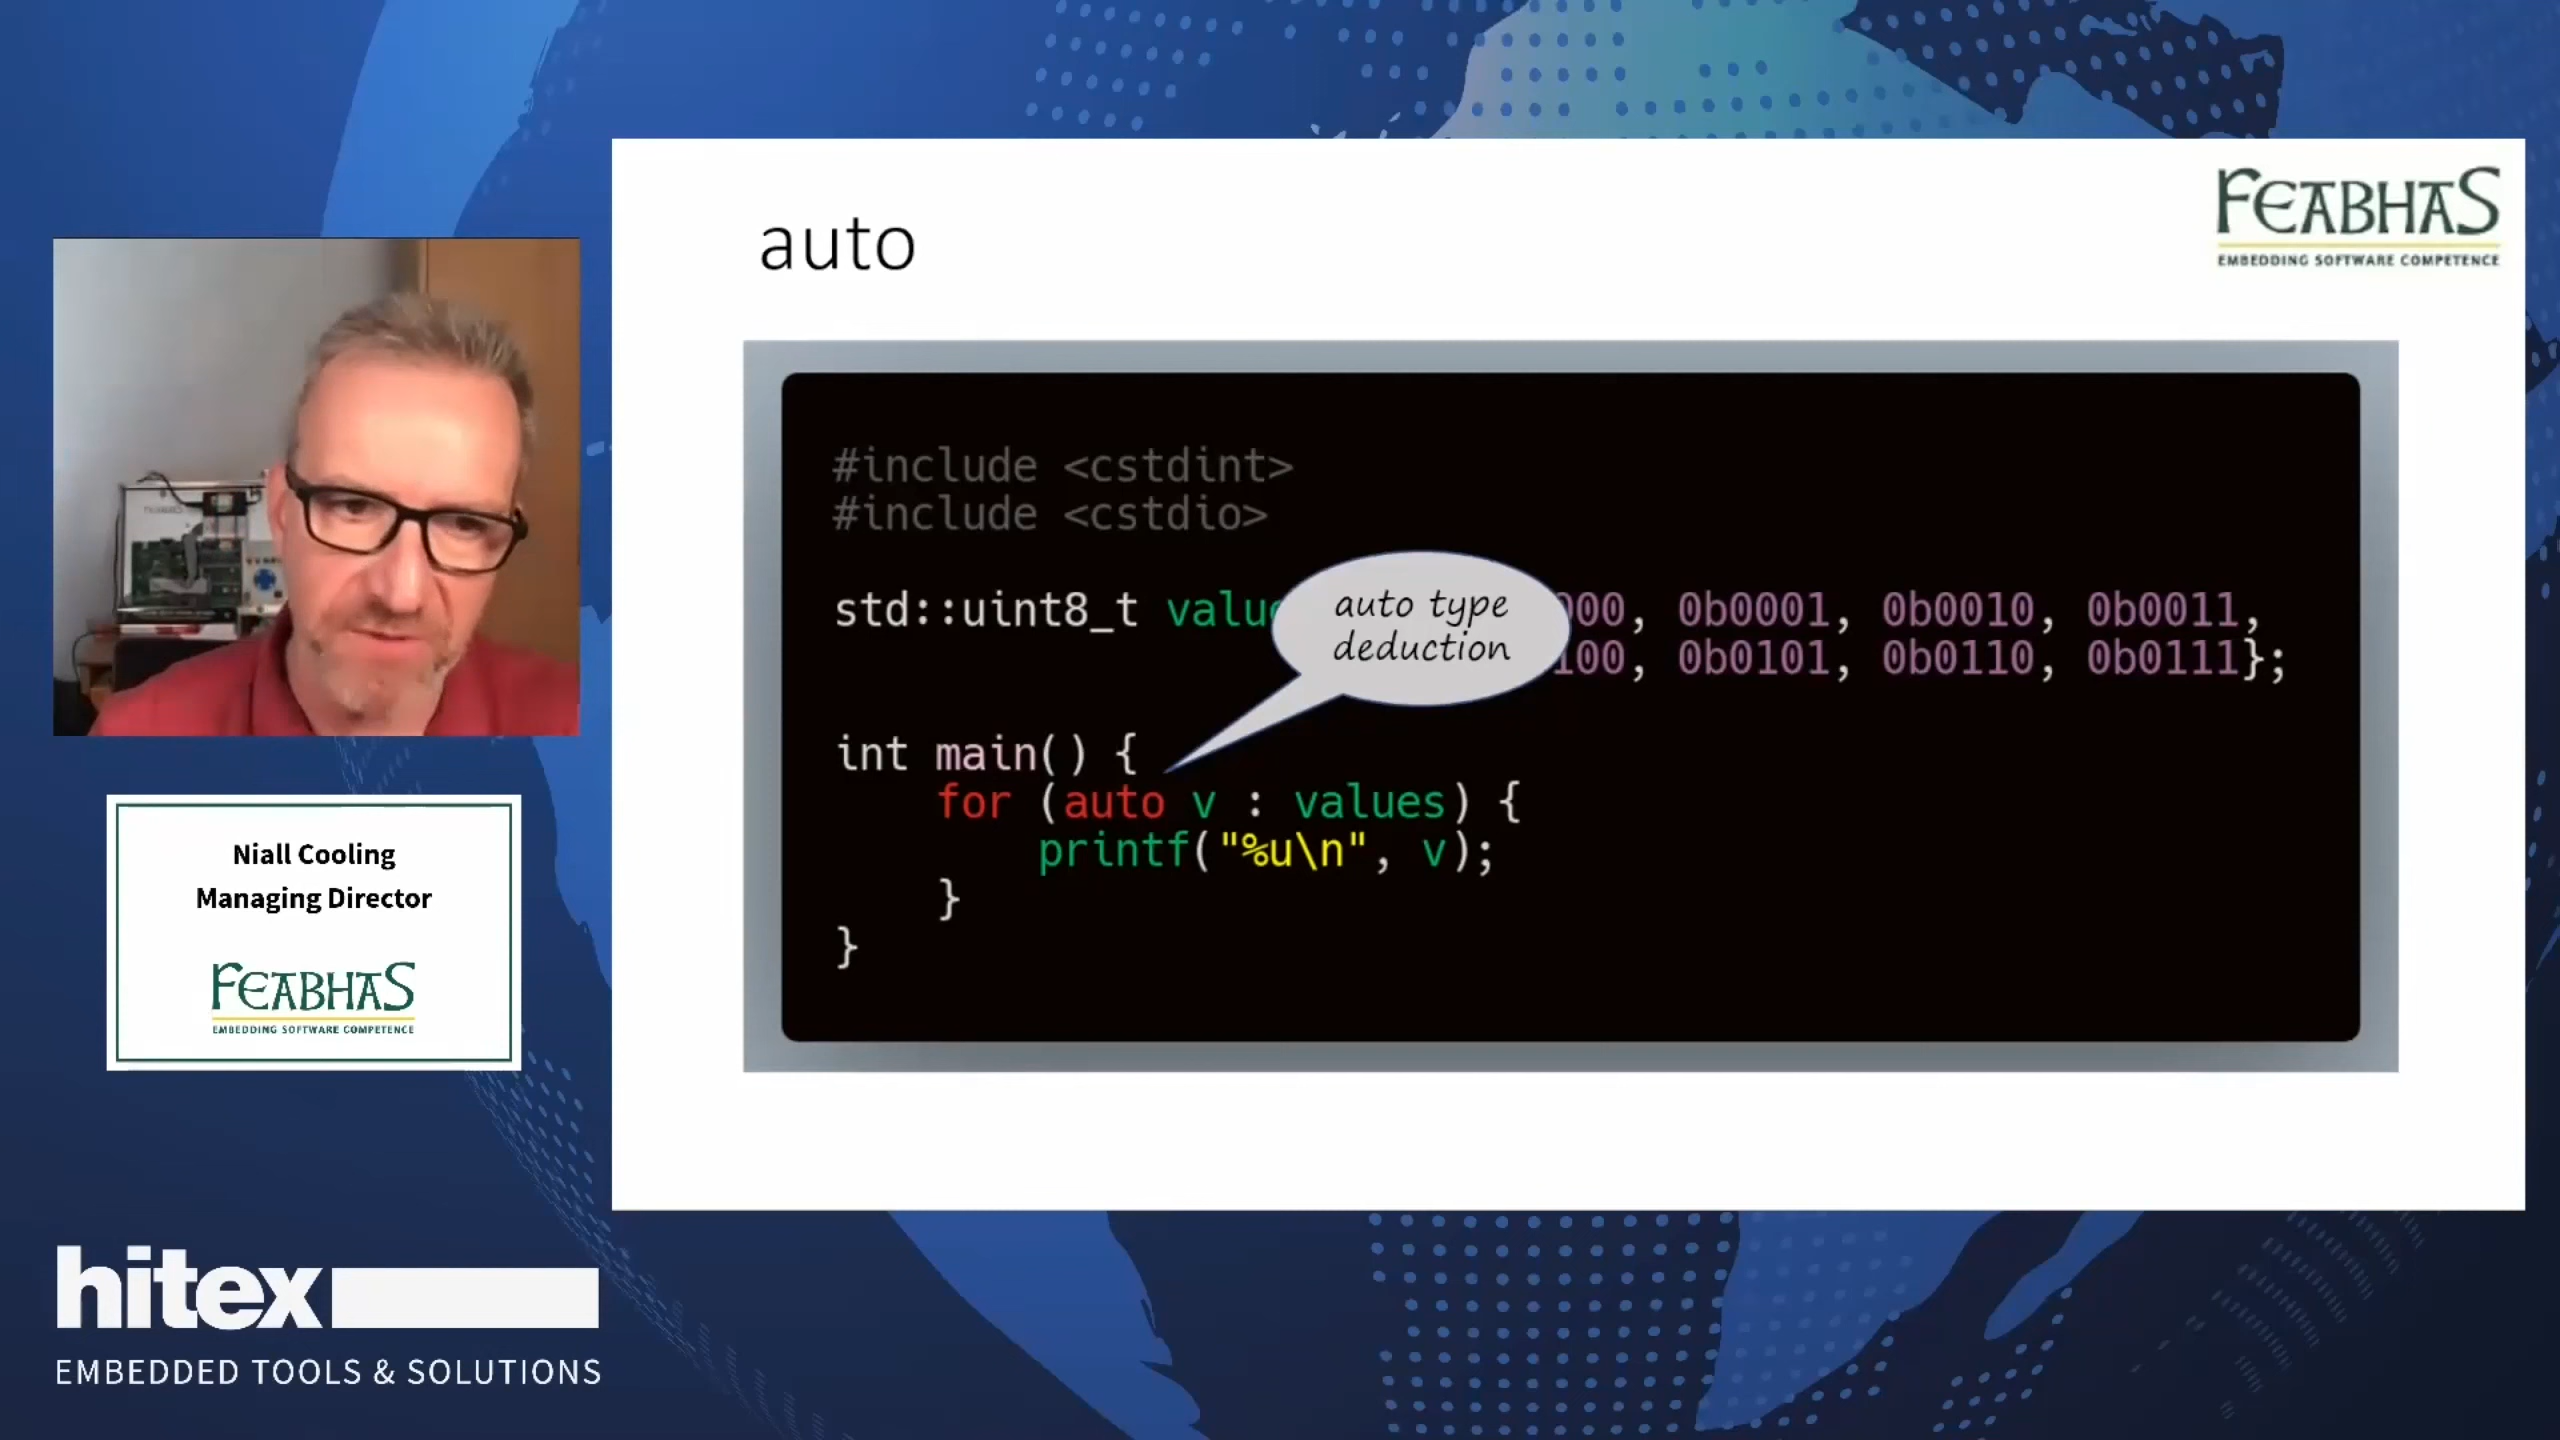 FEABHAS
EMBEDDING SOFTWARE COMPETENCE
auto
#include <cstdint>
#include <cstdio>
auto type
deduction
std::uint8_t value 000, 0b0001, 0b0010, 0b0011,
100, 0b0101, 0b0110, 0b0111};
int main() {
for (auto v : values) {
printf("%u\n", v);
}
}
Niall Cooling
Managing Director
FEABHAS
EMBEDDING SOFTWARE COMPETENCE
hitex
EMBEDDED TOOLS & SOLUTIONS